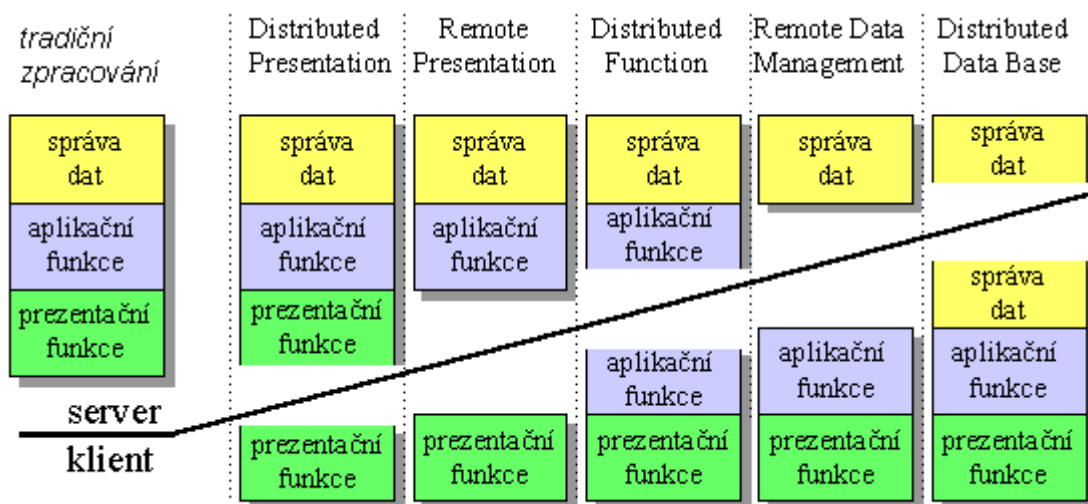 tradiční
zpracování
Distributed
Presentation
Remote
Presentation
Distributed
Function
Remote Data
Management
Distributed
Data Base
správa
dat
aplikační
funkce
prezentační
funkce
server
klient
správa
dat
aplikační
funkce
prezentační
funkce
prezentační
funkce
správa
dat
aplikační
funkce
prezentační
funkce
správa
dat
aplikační
funkce
aplikační
funkce
prezentační
funkce
správa
dat
aplikační
funkce
prezentační
funkce
správa
dat
správa
dat
aplikační
funkce
prezentační
funkce